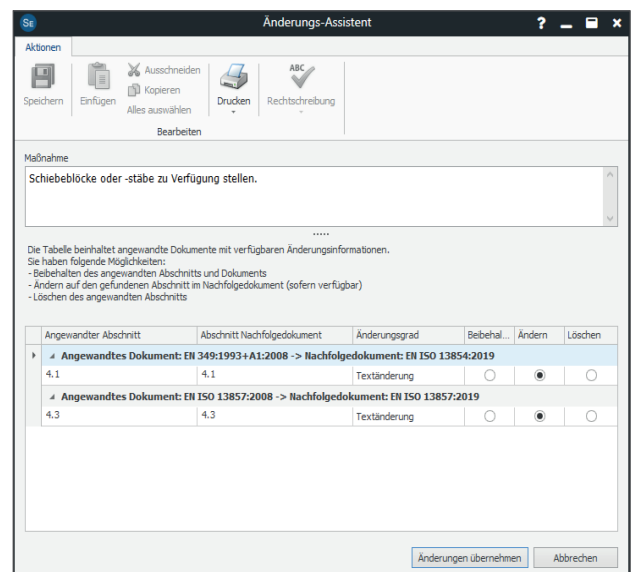 SE
Änderungs-Assistent
?
Aktionen
Speichern
Einfügen
Ausschneiden
Kopieren
Alles auswählen
Drucken
ABC
Rechtschreibung
Bearbeiten
Maßnahme
Schiebeblöcke oder -stäbe zu Verfügung stellen.
Die Tabelle beinhaltet angewandte Dokumente mit verfügbaren Änderungsinformationen.
Sie haben folgende Möglichkeiten:
- Beibehalten des angewandten Abschnitts und Dokuments
- Ändern auf den gefundenen Abschnitt im Nachfolgedokument (sofern verfügbar)
- Löschen des angewandten Abschnitts
Angewandter Abschnitt Abschnitt Nachfolgedokument Änderungsgrad Beibehal... Ändern Löschen
Angewandtes Dokument: EN 349:1993+A1:2008 -> Nachfolgedokument: EN ISO 13854:2019
4.1 4.1 Textänderung
Angewandtes Dokument: EN ISO 13857:2008 -> Nachfolgedokument: EN ISO 13857:2019
4.3 4.3 Textänderung
Änderungen übernehmen Abbrechen